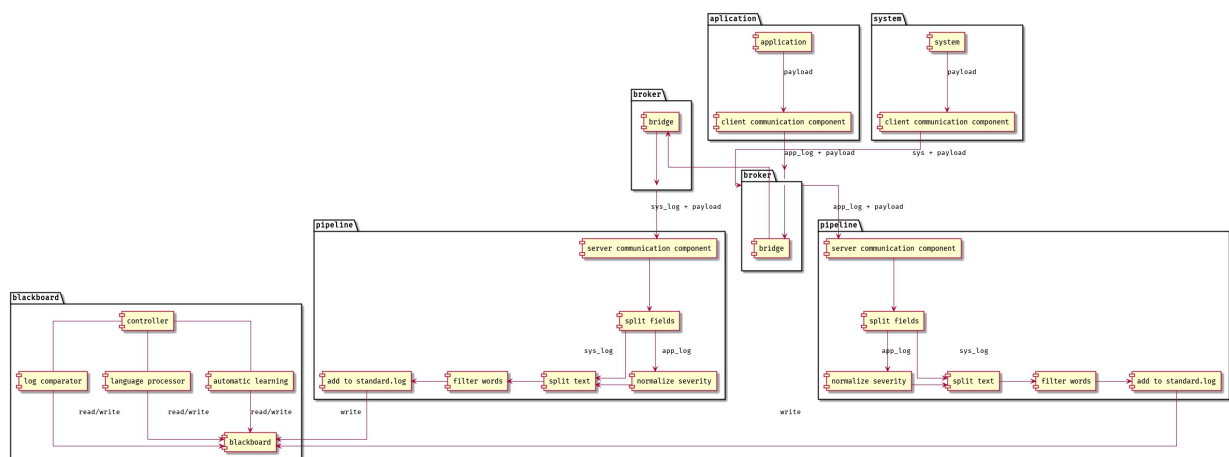 aplication
system
application
system
payload
payload
broker
bridge
client communication component
client communication component
app_log + payload
sys + payload
broker
sys_log + payload
app_log + payload
pipeline
pipeline
server communication component
bridge
server communication component
blackboard
controller
split fields
split fields
sys_log
app_log
app_log
sys_log
log comparator
language processor
automatic learning
add to standard.log
filter words
split text
normalize severity
normalize severity
split text
filter words
add to standard.log
read/write
read/write
read/write
write
write
blackboard